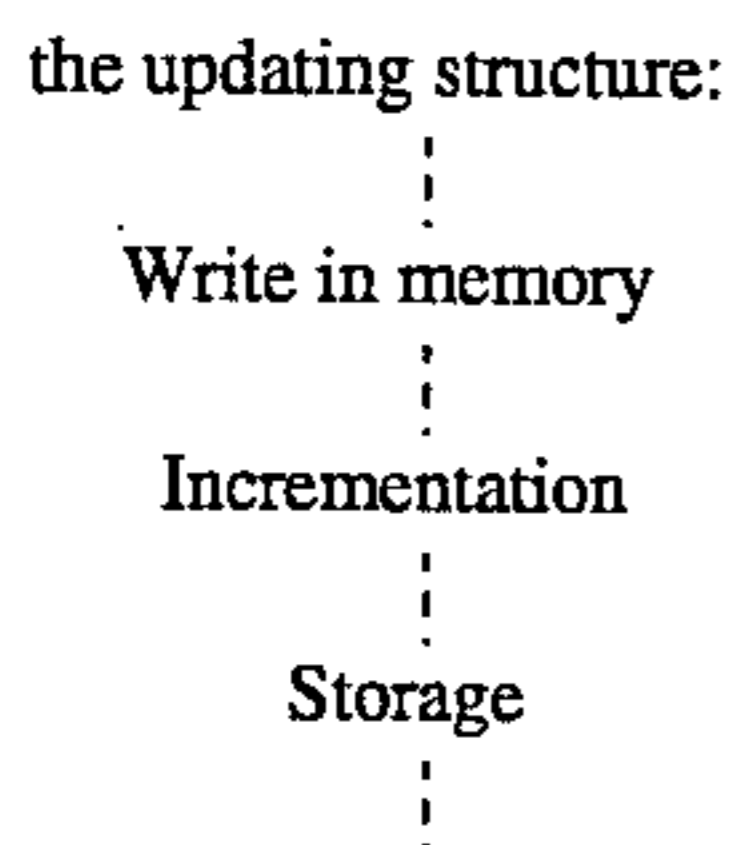 the updating structure:
Write in memory
Incrementation
Storage